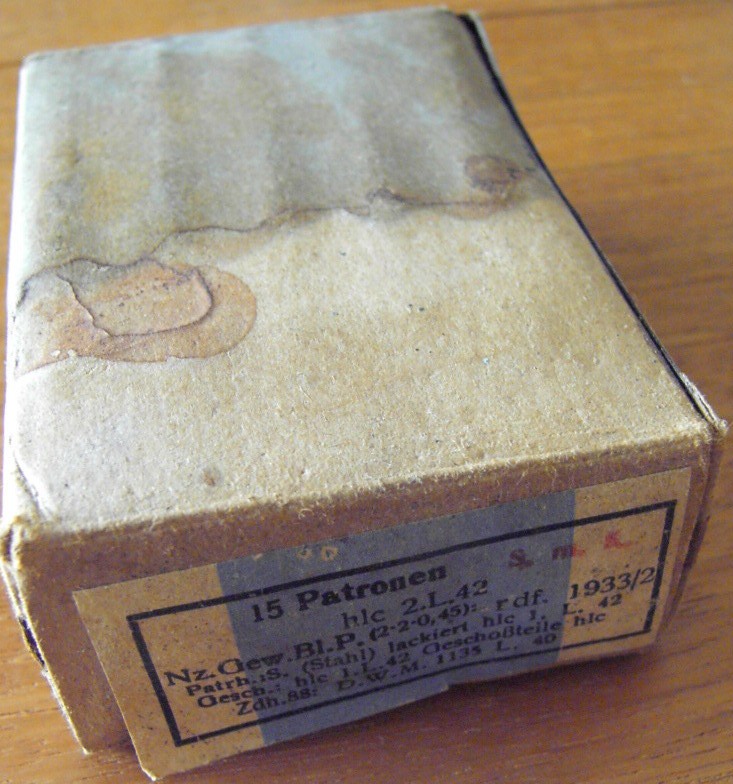 S. m. K.
15 Patronen
hlc 2.L.42
Nz.Gew.Bl.P. (2·2·0,45): rdf. 1933/2
Patrh.:S. (Stahl) lackiert hlc 1. L. 42
Gesch.: hlc 1.L.42 Geschoßteile hlc
Zdh.88: D.W.M. 1135 L. 40